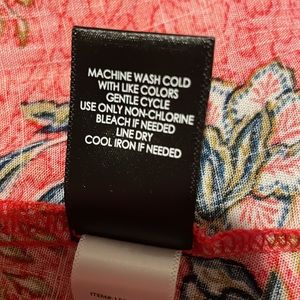 MACHINE WASH COLD
WITH LIKE COLORS
GENTLE CYCLE
USE ONLY NON-CHLORINE
BLEACH IF NEEDED
LINE DRY
COOL IRON IF NEEDED